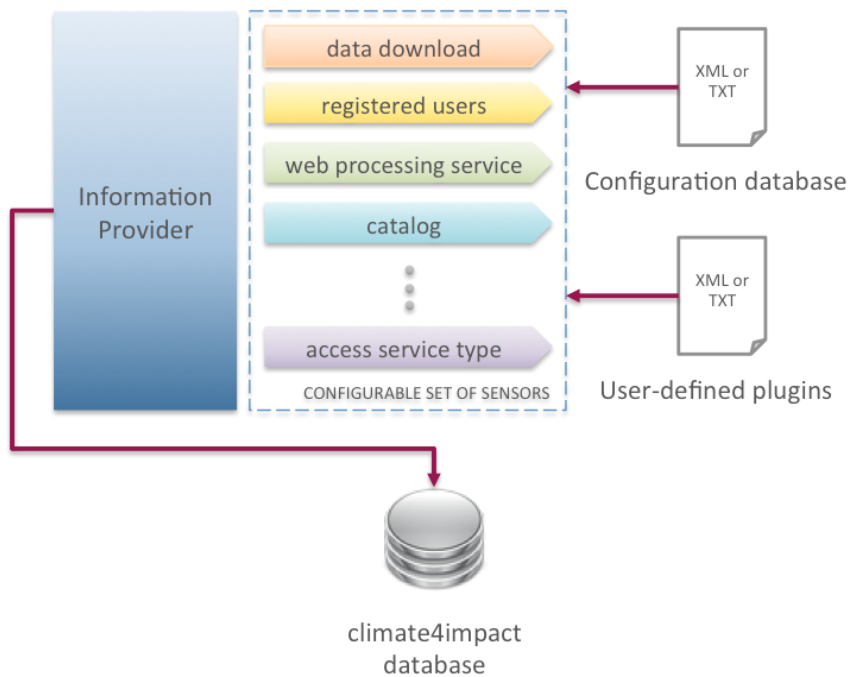 Information
Provider
data download
registered users
web processing service
catalog
access service type
CONFIGURABLE SET OF SENSORS
XML or
TXT
Configuration database
XML or
TXT
User-defined plugins
climate4impact
database